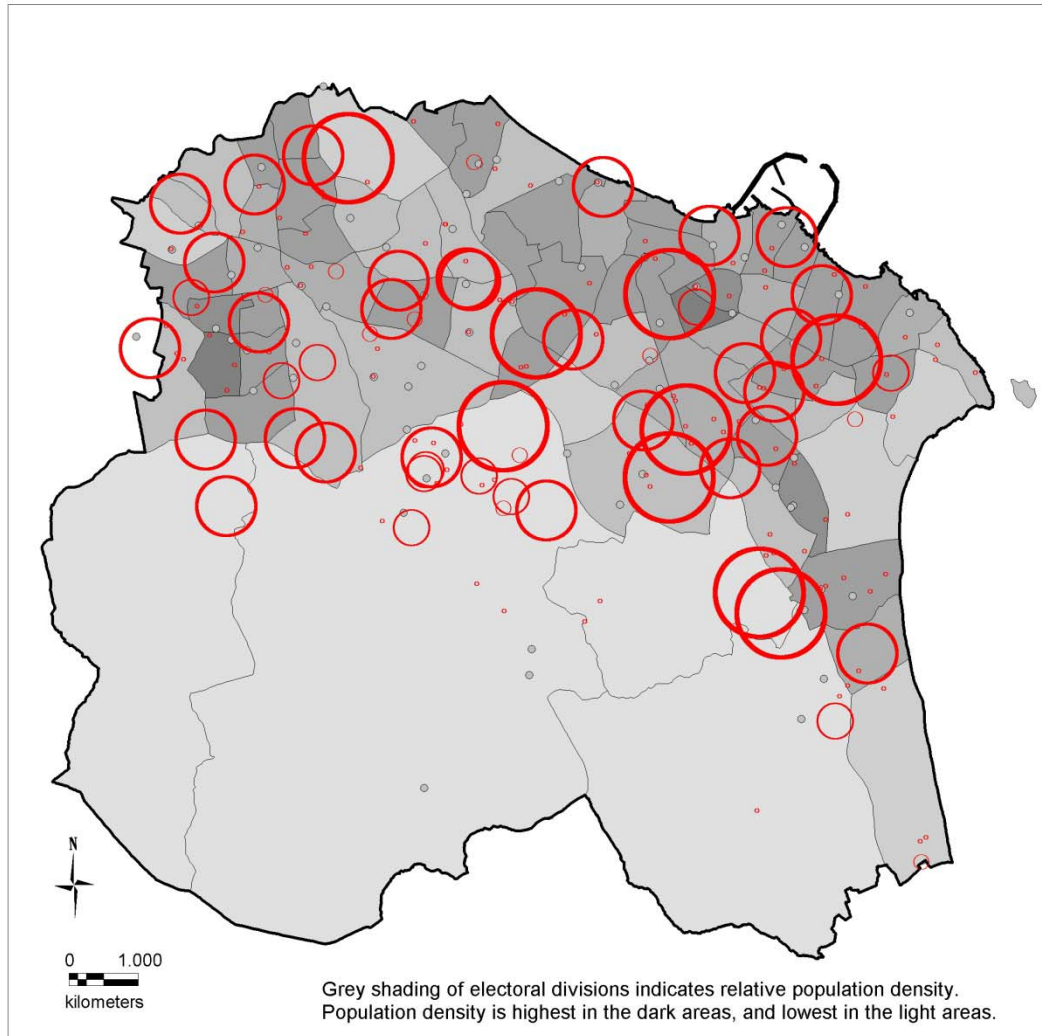 N
0 1.000
kilometers
Grey shading of electoral divisions indicates relative population density.
Population density is highest in the dark areas, and lowest in the light areas.